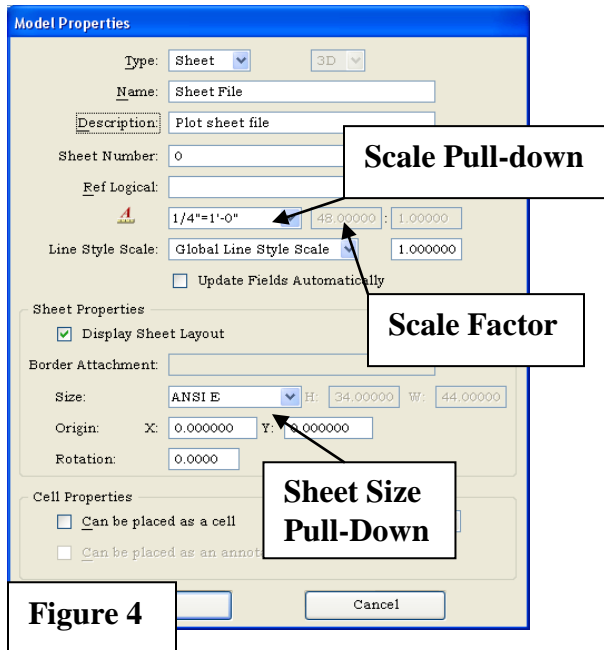 Model Properties
Type: Sheet 3D
Name: Sheet File
Description: Plot sheet file
Scale Pull-down
Sheet Number: 0
Ref Logical:
A 1/4"=1'-0" 48.00000 : 1.00000
Line Style Scale: Global Line Style Scale 1.000000
Update Fields Automatically
Scale Factor
Sheet Properties
Display Sheet Layout
Border Attachment:
Size: ANSI E H: 34.00000 W: 44.00000
Origin: X: 0.000000 Y: 0.000000
Rotation: 0.0000
Sheet Size
Pull-Down
Cell Properties
Can be placed as a cell
Can be placed as an
Figure 4
Cancel